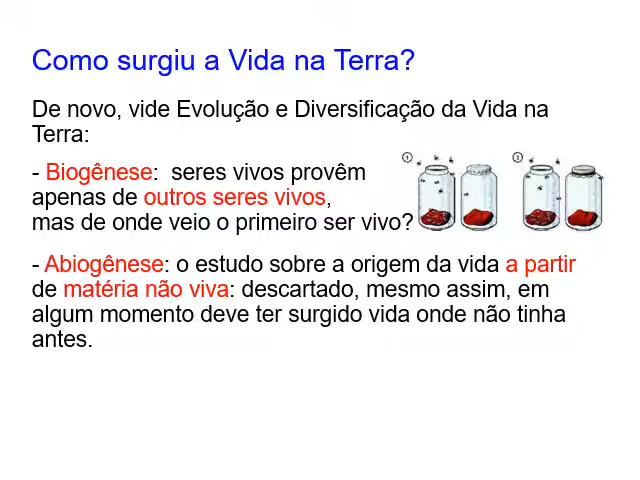 Como surgiu a Vida na Terra?
De novo, vide Evolução e Diversificação da Vida na
Terra:
- Biogênese:  seres vivos provêm
apenas de outros seres vivos,
mas de onde veio o primeiro ser vivo?
1 2
- Abiogênese: o estudo sobre a origem da vida a partir
de matéria não viva: descartado, mesmo assim, em
algum momento deve ter surgido vida onde não tinha
antes.